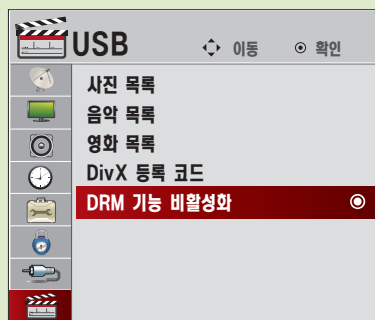 USB 이동 확인
사진 목록
음악 목록
영화 목록
DivX 등록 코드
DRM 기능 비활성화